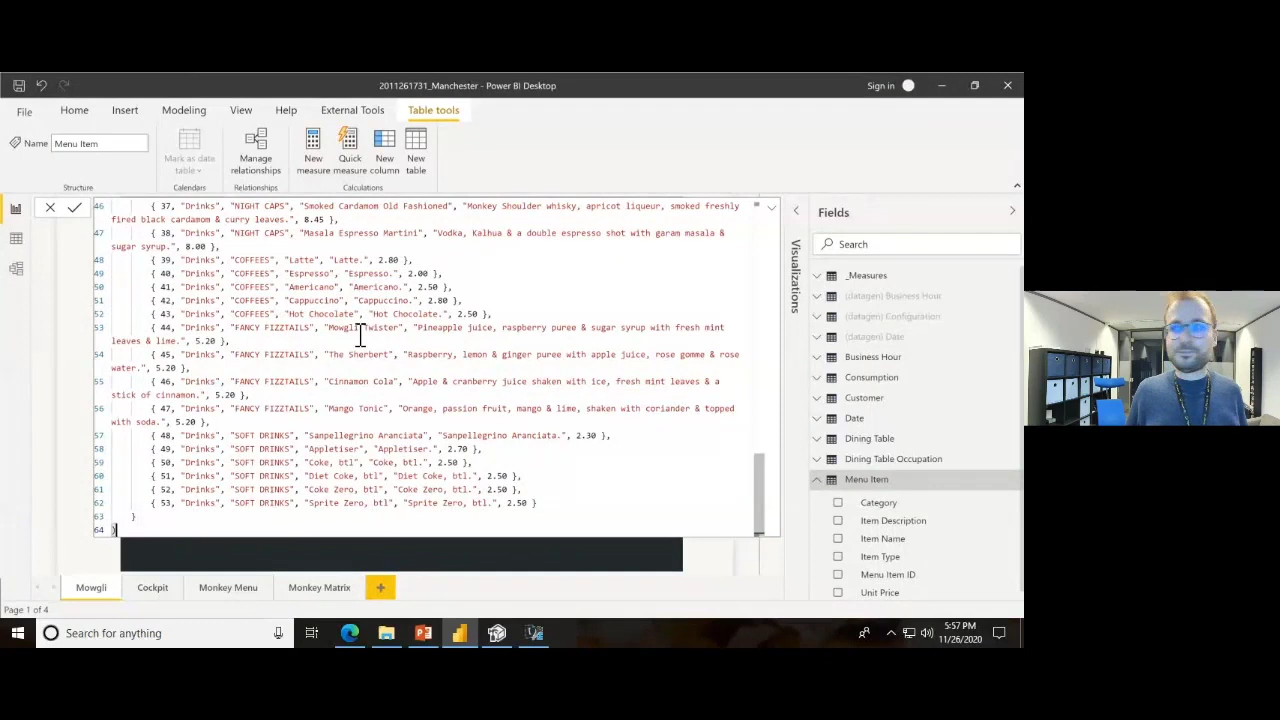 2011261731_Manchester - Power BI Desktop
Sign in
File
Home
Insert
Modeling
View
Help
External Tools
Table tools
Name
Menu Item
Mark as date
table
Manage
relationships
New
measure
Quick
measure
New
column
New
table
Structure
Calendars
Relationships
Calculations
46 { 37, "Drinks", "NIGHT CAPS", "Smoked Cardamom Old Fashioned", "Monkey Shoulder whisky, apricot liqueur, smoked freshly
fired black cardamom & curry leaves.", 8.45 },
47 { 38, "Drinks", "NIGHT CAPS", "Masala Espresso Martini", "Vodka, Kalhua & a double espresso shot with garam masala &
sugar syrup.", 8.00 },
48 { 39, "Drinks", "COFFEES", "Latte", "Latte.", 2.80 },
49 { 40, "Drinks", "COFFEES", "Espresso", "Espresso.", 2.00 },
50 { 41, "Drinks", "COFFEES", "Americano", "Americano.", 2.50 },
51 { 42, "Drinks", "COFFEES", "Cappuccino", "Cappuccino.", 2.80 },
52 { 43, "Drinks", "COFFEES", "Hot Chocolate", "Hot Chocolate.", 2.50 },
53 { 44, "Drinks", "FANCY FIZZTAILS", "Mowgli Twister", "Pineapple juice, raspberry puree & sugar syrup with fresh mint
leaves & lime.", 5.20 },
54 { 45, "Drinks", "FANCY FIZZTAILS", "The Sherbert", "Raspberry, lemon & ginger puree with apple juice, rose gomme & rose
water.", 5.20 },
55 { 46, "Drinks", "FANCY FIZZTAILS", "Cinnamon Cola", "Apple & cranberry juice shaken with ice, fresh mint leaves & a
stick of cinnamon.", 5.20 },
56 { 47, "Drinks", "FANCY FIZZTAILS", "Mango Tonic", "Orange, passion fruit, mango & lime, shaken with coriander & topped
with soda.", 5.20 },
57 { 48, "Drinks", "SOFT DRINKS", "Sanpellegrino Aranciata", "Sanpellegrino Aranciata.", 2.30 },
58 { 49, "Drinks", "SOFT DRINKS", "Appletiser", "Appletiser.", 2.70 },
59 { 50, "Drinks", "SOFT DRINKS", "Coke, btl", "Coke, btl.", 2.50 },
60 { 51, "Drinks", "SOFT DRINKS", "Diet Coke, btl", "Diet Coke, btl.", 2.50 },
61 { 52, "Drinks", "SOFT DRINKS", "Coke Zero, btl", "Coke Zero, btl.", 2.50 },
62 { 53, "Drinks", "SOFT DRINKS", "Sprite Zero, btl", "Sprite Zero, btl.", 2.50 }
63 }
64 )
Visualizations
Fields
Search
_Measures
(datagen) Business Hour
(datagen) Configuration
(datagen) Date
Business Hour
Consumption
Customer
Date
Dining Table
Dining Table Occupation
Menu Item
Category
Item Description
Item Name
Item Type
Menu Item ID
Unit Price
Mowgli
Cockpit
Monkey Menu
Monkey Matrix
Page 1 of 4
Search for anything
5:57 PM
11/26/2020